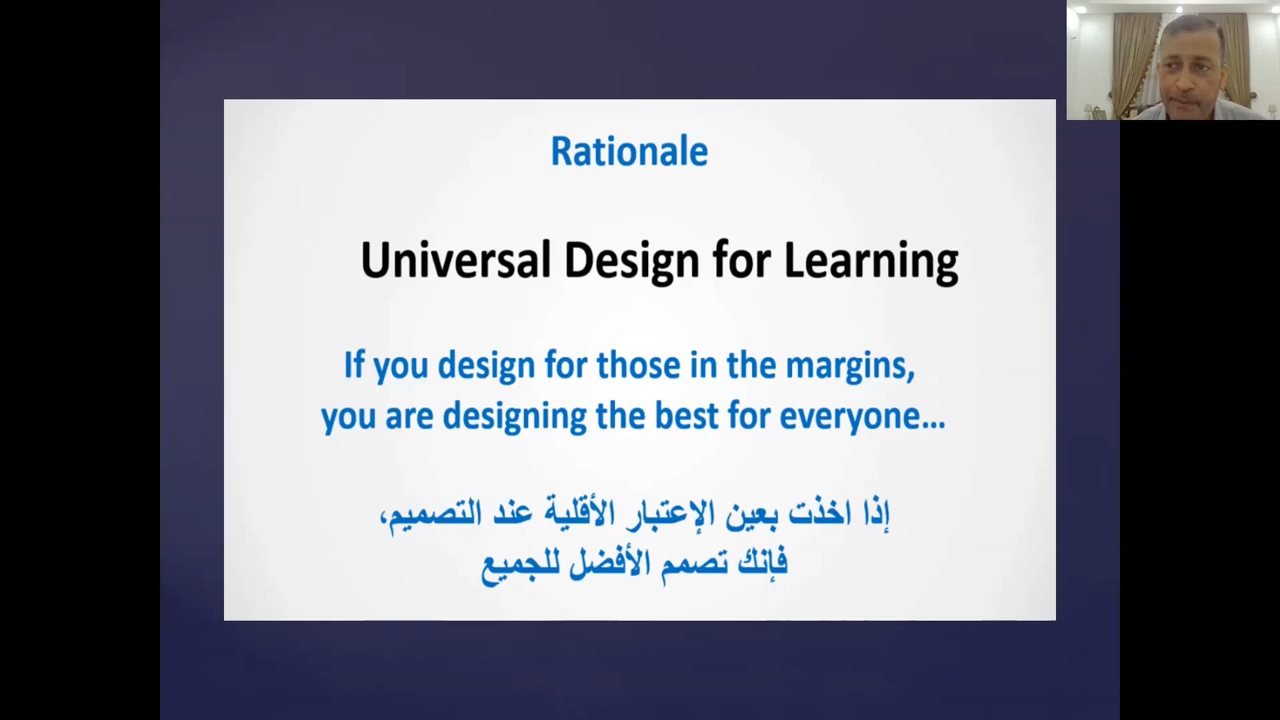 Rationale
Universal Design for Learning
If you design for those in the margins,
you are designing the best for everyone...
إذا اخذت بعين الإعتبار الأقلية عند التصميم،
فإنك تصمم الأفضل للجميع